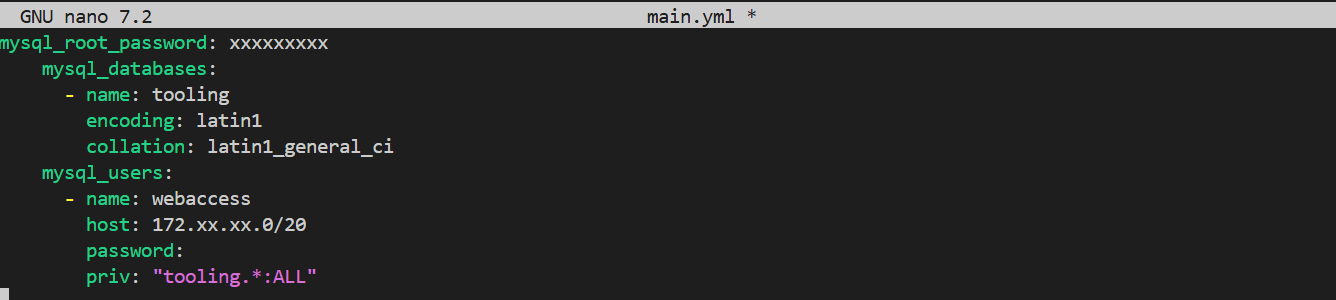 GNU nano 7.2 main.yml *
mysql_root_password: xxxxxxxxx
    mysql_databases:
      - name: tooling
        encoding: latin1
        collation: latin1_general_ci
    mysql_users:
      - name: webaccess
        host: 172.xx.xx.0/20
        password:
        priv: "tooling.*:ALL"